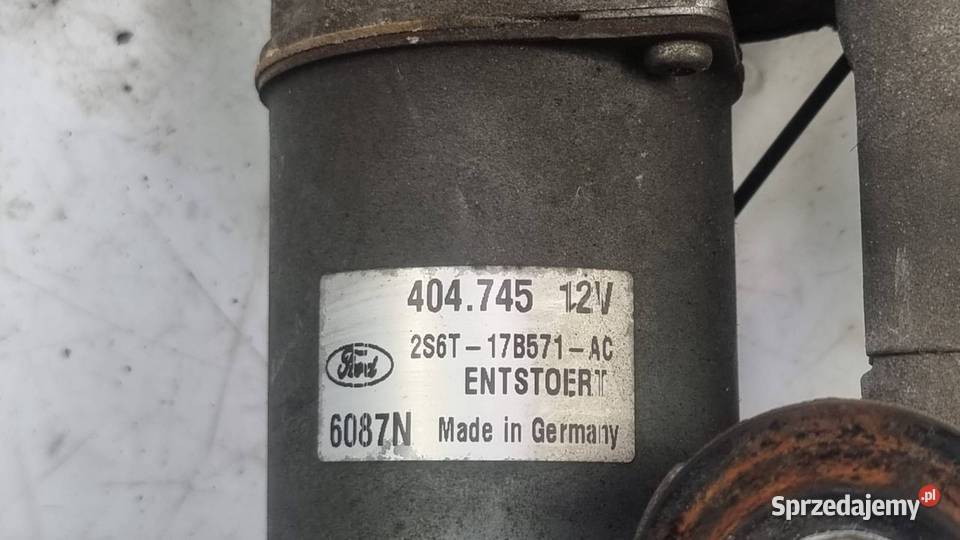 404.745 12V
2S6T-17B571-AC
Ford
ENTSTOERT
6087N Made in Germany
Sprzedajemy.pl